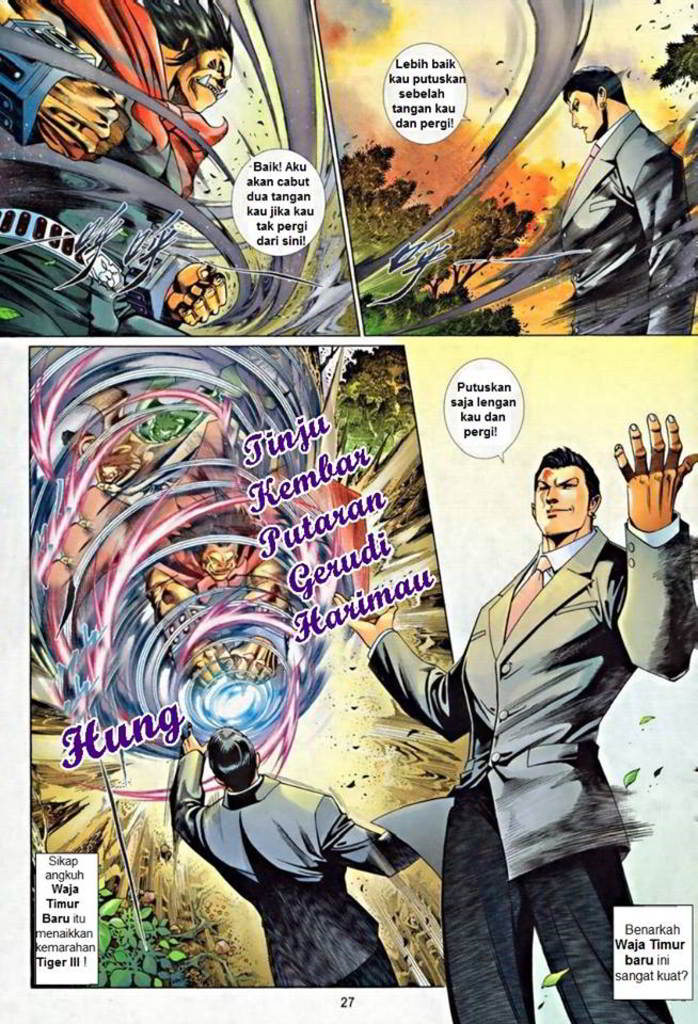 Lebih baik
kau putuskan
sebelah
tangan kau
dan pergi!
Baik! Aku
akan cabut
dua tangan
kau jika kau
tak pergi
dari sini!
Putuskan
saja lengan
kau dan
pergi!
Tinju
Kembar
Putaran
Gerudi
Harimau
Hung
Sikap
angkuh
Waja
Timur
Baru itu
menaikkan
kemarahan
Tiger III !
Benarkah
Waja Timur
baru ini
sangat kuat?
27